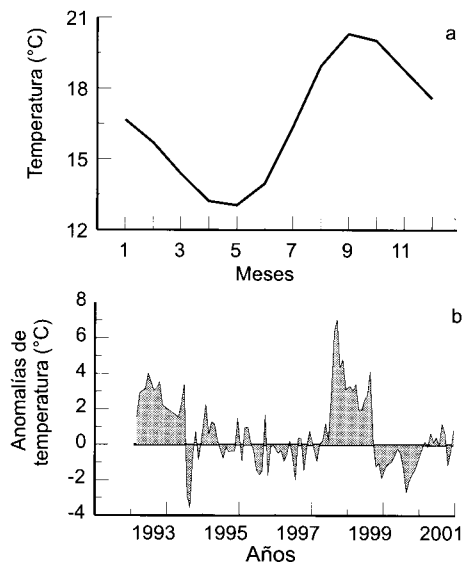 a
Temperatura (°C)
21
18
15
12
1 3 5 7 9 11
Meses
b
Anomalías de
temperatura (°C)
8
6
4
2
0
-2
-4
1993 1995 1997 1999 2001
Años